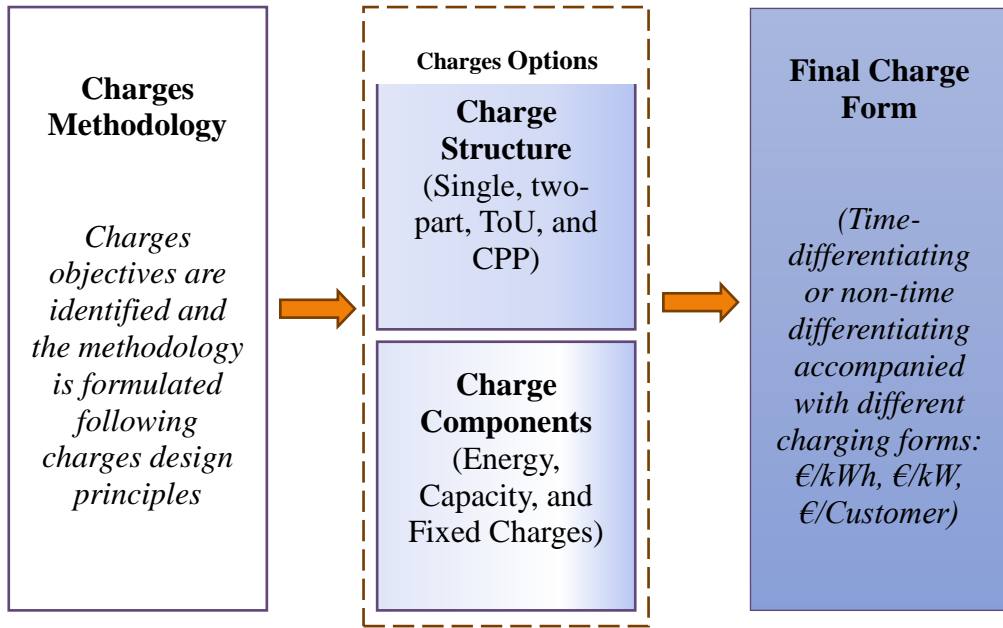 Charges
Methodology
Charges
objectives are
identified and
the methodology
is formulated
following
charges design
principles
Charges Options
Charge
Structure
(Single, two-
part, ToU, and
CPP)
Charge
Components
(Energy,
Capacity, and
Fixed Charges)
Final Charge
Form
(Time-
differentiating
or non-time
differentiating
accompanied
with different
charging forms:
€/kWh, €/kW,
€/Customer)